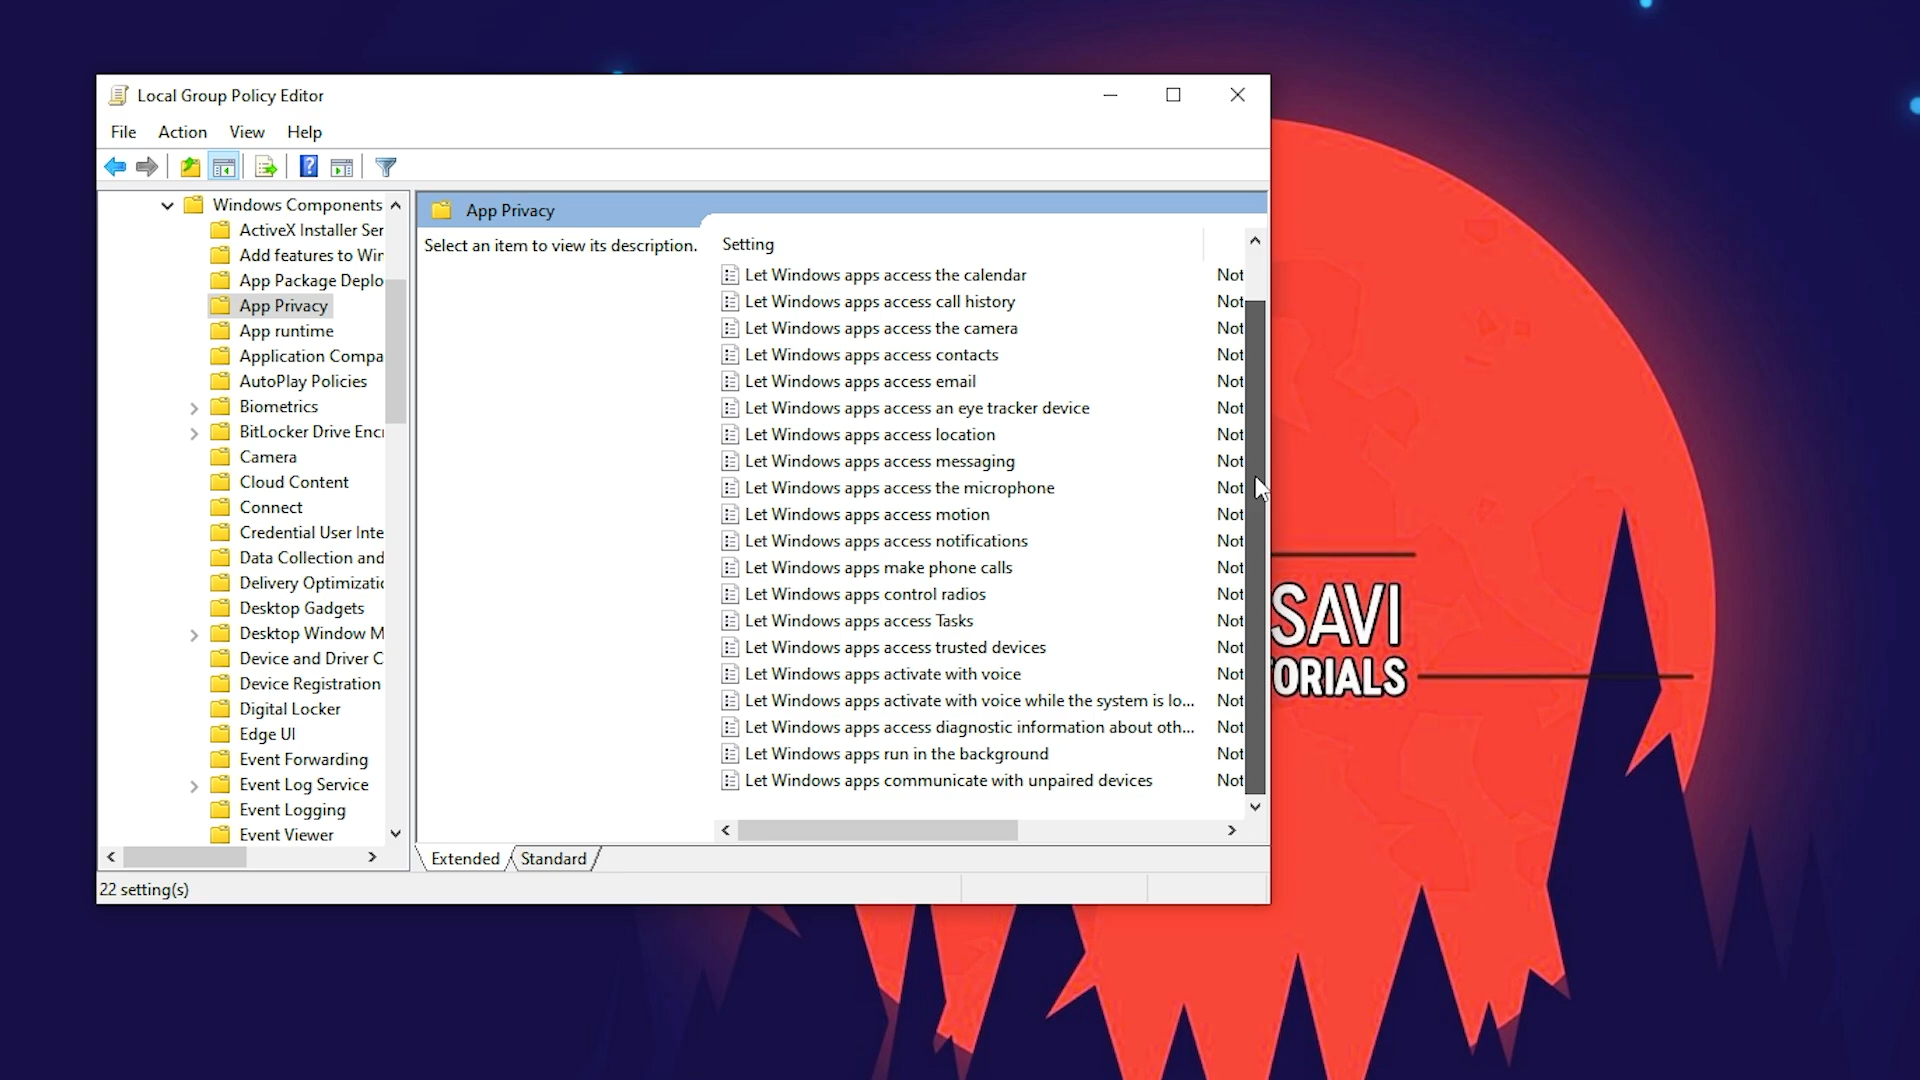 Local Group Policy Editor
File Action View Help
Windows Components
ActiveX Installer Ser
Add features to Wir
App Package Deplo
App Privacy
App runtime
Application Compa
AutoPlay Policies
Biometrics
BitLocker Drive Enc
Camera
Cloud Content
Connect
Credential User Inte
Data Collection and
Delivery Optimizatic
Desktop Gadgets
Desktop Window M
Device and Driver C
Device Registration
Digital Locker
Edge UI
Event Forwarding
Event Log Service
Event Logging
Event Viewer
App Privacy
Select an item to view its description.
Setting
Let Windows apps access the calendar Not
Let Windows apps access call history Not
Let Windows apps access the camera Not
Let Windows apps access contacts Not
Let Windows apps access email Not
Let Windows apps access an eye tracker device Not
Let Windows apps access location Not
Let Windows apps access messaging Not
Let Windows apps access the microphone Not
Let Windows apps access motion Not
Let Windows apps access notifications Not
Let Windows apps make phone calls Not
Let Windows apps control radios Not
Let Windows apps access Tasks Not
Let Windows apps access trusted devices Not
Let Windows apps activate with voice Not
Let Windows apps activate with voice while the system is lo... Not
Let Windows apps access diagnostic information about oth... Not
Let Windows apps run in the background Not
Let Windows apps communicate with unpaired devices Not
Extended Standard
22 setting(s)
SAVI
TORIALS